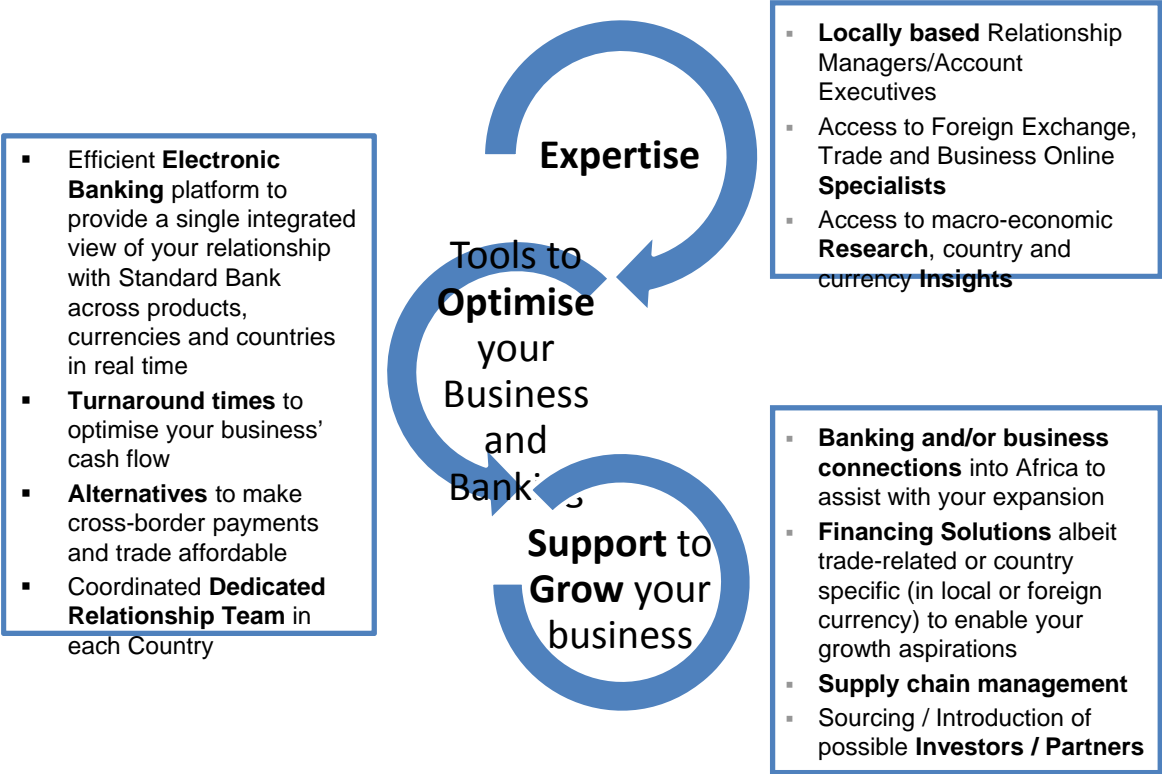 Expertise
▪ Locally based Relationship
Managers/Account
Executives
▪ Access to Foreign Exchange,
Trade and Business Online
Specialists
▪ Access to macro-economic
Research, country and
currency Insights
Tools to
Optimise
your
Business
and
▪ Efficient Electronic
Banking platform to
provide a single integrated
view of your relationship
with Standard Bank
across products,
currencies and countries
in real time
▪ Turnaround times to
optimise your business’
cash flow
▪ Alternatives to make
cross-border payments
and trade affordable
▪ Coordinated Dedicated
Relationship Team in
each Country
Support to
Grow your
business
▪ Banking and/or business
connections into Africa to
assist with your expansion
▪ Financing Solutions albeit
trade-related or country
specific (in local or foreign
currency) to enable your
growth aspirations
▪ Supply chain management
▪ Sourcing / Introduction of
possible Investors / Partners